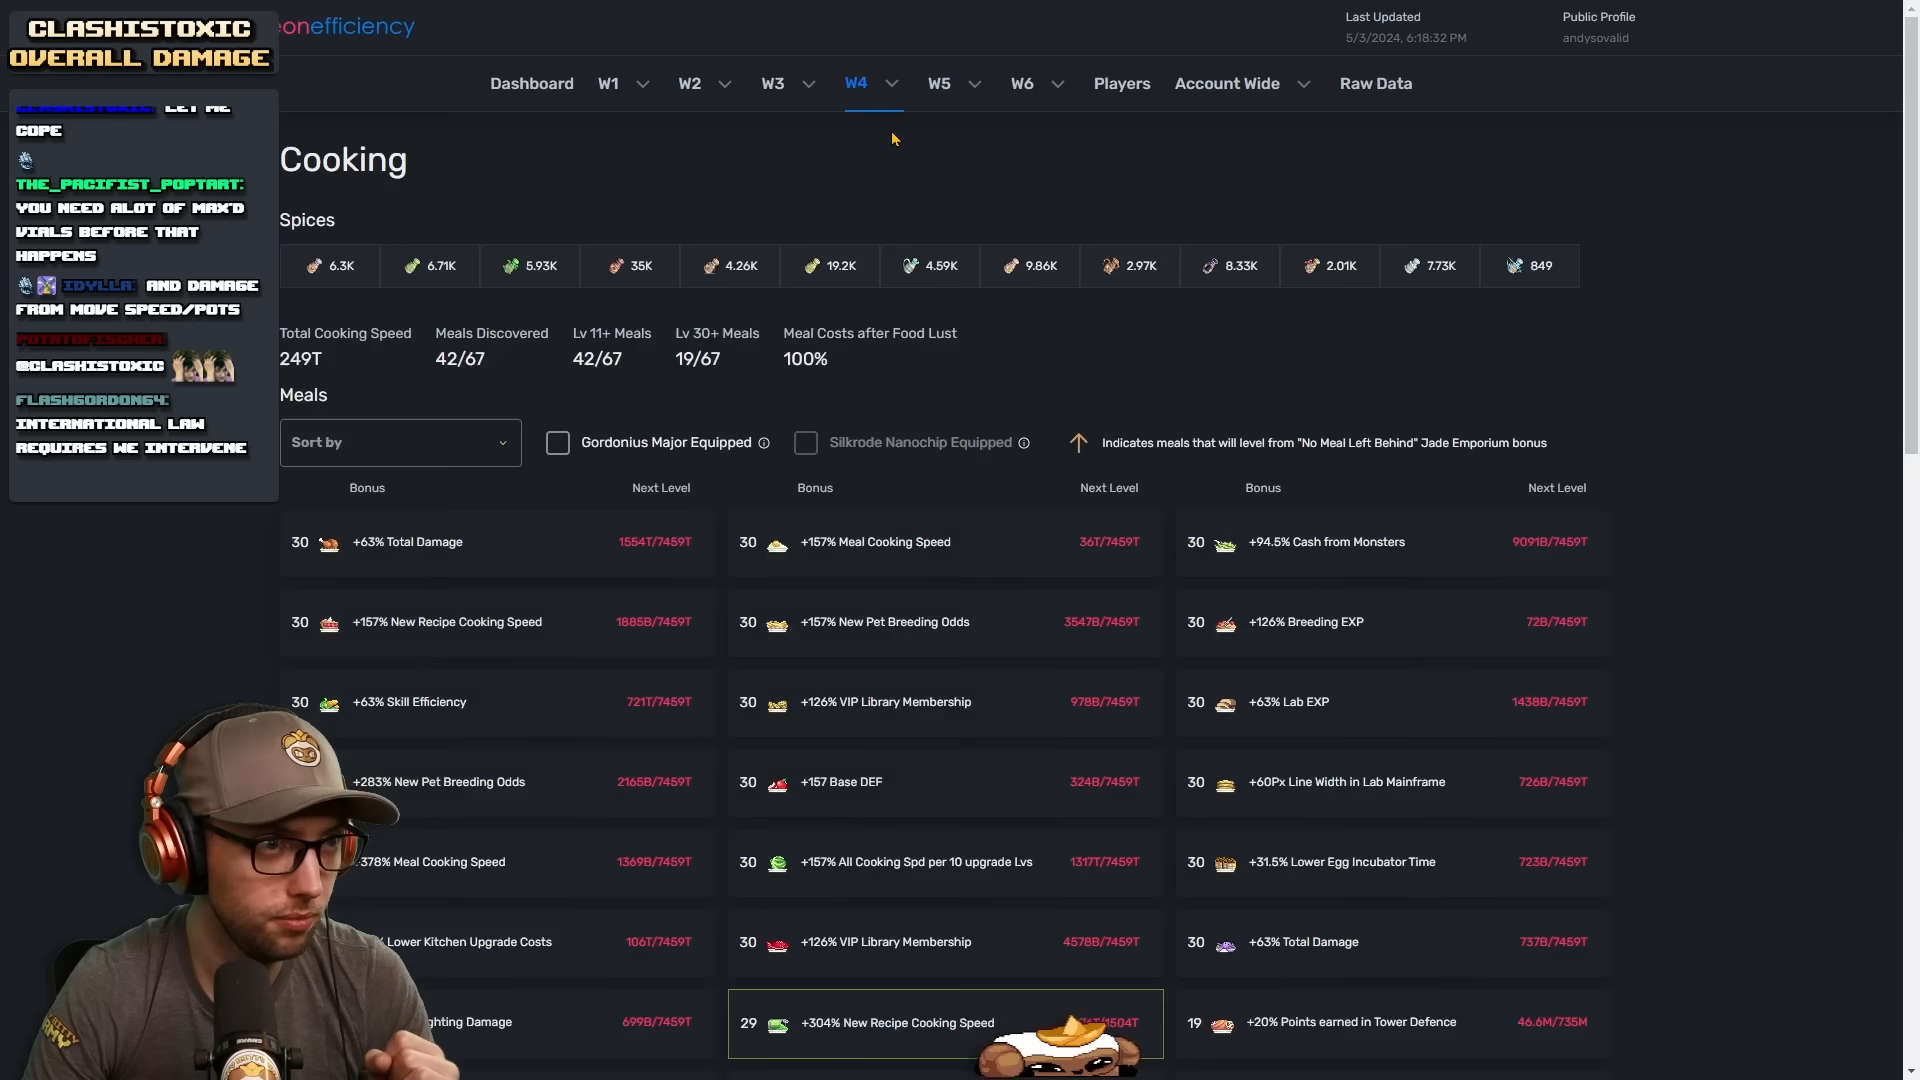 CLASHISTOXIC
OVERALL DAMAGE
onefficiency
Last Updated
5/3/2024, 6:18:32 PM
Public Profile
andysovalid
Dashboard W1 W2 W3 W4 W5 W6 Players Account Wide Raw Data
CLASHISTOXIC LET ME
COPE
THE_PACIFIST_POPTART:
YOU NEED ALOT OF MAX'D
VIALS BEFORE THAT
HAPPENS
IDYLLA: AND DAMAGE
FROM MOVE SPEED/POTS
POTATOFISCHER:
@CLASHISTOXIC
FLASHGORDON64:
INTERNATIONAL LAW
REQUIRES WE INTERVENE
Cooking
Spices
6.3K 6.71K 5.93K 35K 4.26K 19.2K 4.59K 9.86K 2.97K 8.33K 2.01K 7.73K 849
Total Cooking Speed Meals Discovered Lv 11+ Meals Lv 30+ Meals Meal Costs after Food Lust
249T 42/67 42/67 19/67 100%
Meals
Sort by Gordonius Major Equipped Silkrode Nanochip Equipped Indicates meals that will level from "No Meal Left Behind" Jade Emporium bonus
Bonus Next Level Bonus Next Level Bonus Next Level
30 +63% Total Damage 1554T/7459T 30 +157% Meal Cooking Speed 36T/7459T 30 +94.5% Cash from Monsters 9091B/7459T
30 +157% New Recipe Cooking Speed 1885B/7459T 30 +157% New Pet Breeding Odds 3547B/7459T 30 +126% Breeding EXP 72B/7459T
30 +63% Skill Efficiency 721T/7459T 30 +126% VIP Library Membership 978B/7459T 30 +63% Lab EXP 1438B/7459T
+283% New Pet Breeding Odds 2165B/7459T 30 +157 Base DEF 324B/7459T 30 +60Px Line Width in Lab Mainframe 726B/7459T
+378% Meal Cooking Speed 1369B/7459T 30 +157% All Cooking Spd per 10 upgrade Lvs 1317T/7459T 30 +31.5% Lower Egg Incubator Time 723B/7459T
Lower Kitchen Upgrade Costs 106T/7459T 30 +126% VIP Library Membership 4578B/7459T 30 +63% Total Damage 737B/7459T
ghting Damage 699B/7459T 29 +304% New Recipe Cooking Speed 19 +20% Points earned in Tower Defence 46.6M/735M